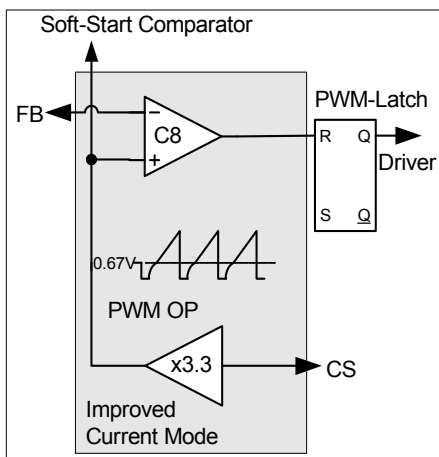 Soft-Start Comparator
FB
−
C8
+
PWM-Latch
R Q
Driver
S Q
0.67V
PWM OP
x3.3
CS
Improved
Current Mode